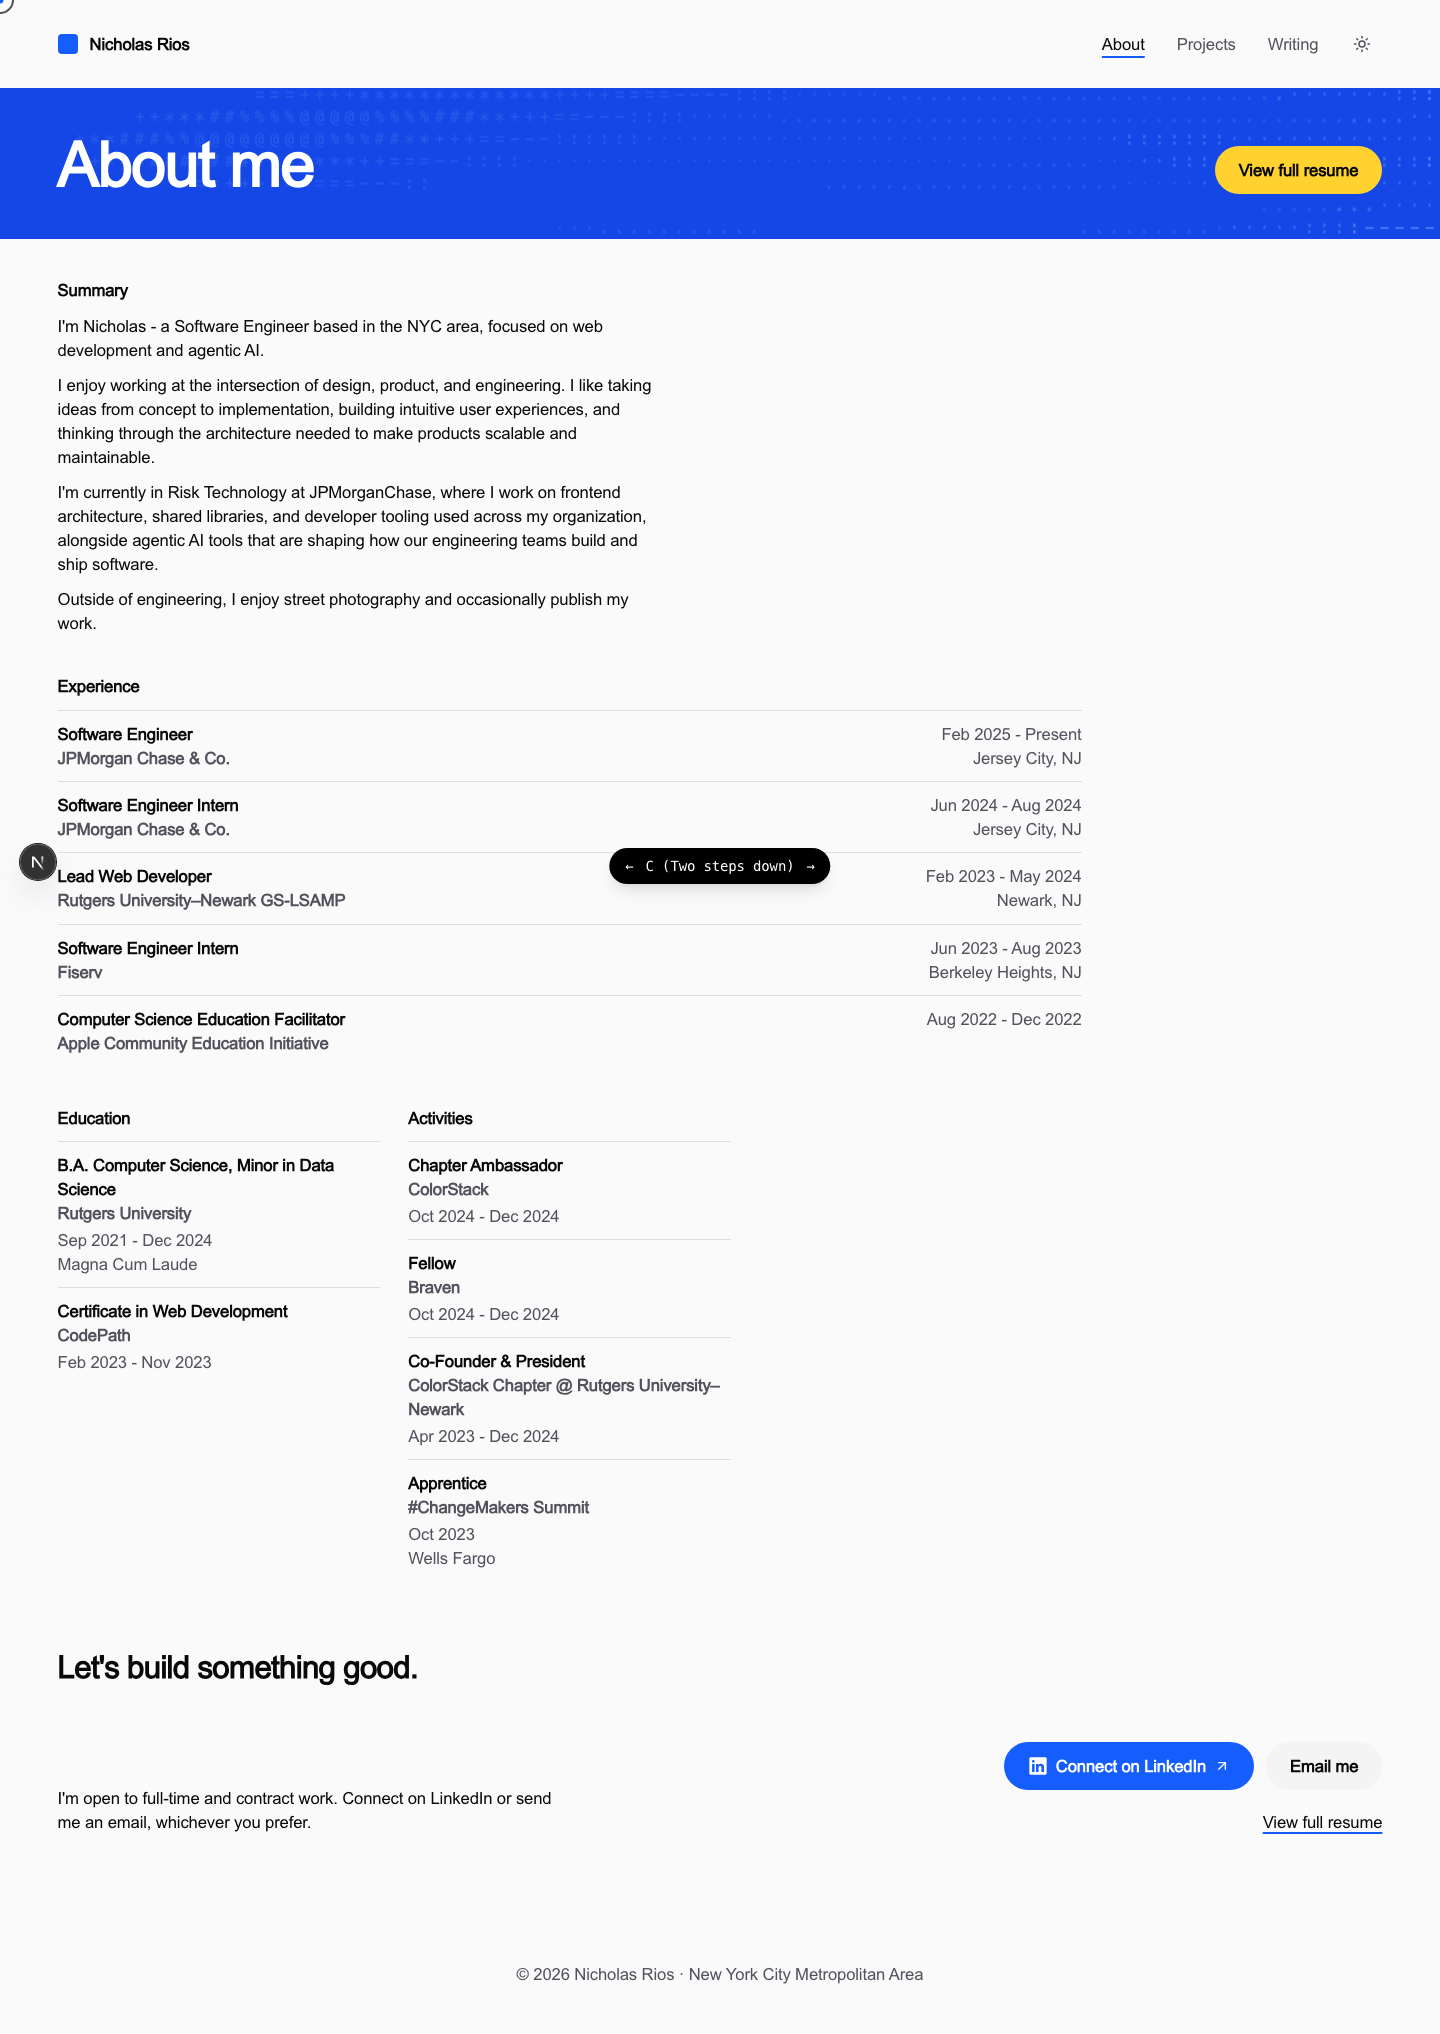 Nicholas Rios
About
Projects
Writing
About me
View full resume
Summary
I'm Nicholas - a Software Engineer based in the NYC area, focused on web
development and agentic AI.
I enjoy working at the intersection of design, product, and engineering. I like taking
ideas from concept to implementation, building intuitive user experiences, and
thinking through the architecture needed to make products scalable and
maintainable.
I'm currently in Risk Technology at JPMorganChase, where I work on frontend
architecture, shared libraries, and developer tooling used across my organization,
alongside agentic AI tools that are shaping how our engineering teams build and
ship software.
Outside of engineering, I enjoy street photography and occasionally publish my
work.
Experience
Software Engineer
Feb 2025 - Present
JPMorgan Chase & Co.
Jersey City, NJ
Software Engineer Intern
Jun 2024 - Aug 2024
JPMorgan Chase & Co.
Jersey City, NJ
N
← C (Two steps down) →
Lead Web Developer
Feb 2023 - May 2024
Rutgers University–Newark GS-LSAMP
Newark, NJ
Software Engineer Intern
Jun 2023 - Aug 2023
Fiserv
Berkeley Heights, NJ
Computer Science Education Facilitator
Aug 2022 - Dec 2022
Apple Community Education Initiative
Education
B.A. Computer Science, Minor in Data
Science
Rutgers University
Sep 2021 - Dec 2024
Magna Cum Laude
Certificate in Web Development
CodePath
Feb 2023 - Nov 2023
Activities
Chapter Ambassador
ColorStack
Oct 2024 - Dec 2024
Fellow
Braven
Oct 2024 - Dec 2024
Co-Founder & President
ColorStack Chapter @ Rutgers University–
Newark
Apr 2023 - Dec 2024
Apprentice
#ChangeMakers Summit
Oct 2023
Wells Fargo
Let's build something good.
I'm open to full-time and contract work. Connect on LinkedIn or send
me an email, whichever you prefer.
in Connect on LinkedIn
Email me
View full resume
© 2026 Nicholas Rios · New York City Metropolitan Area